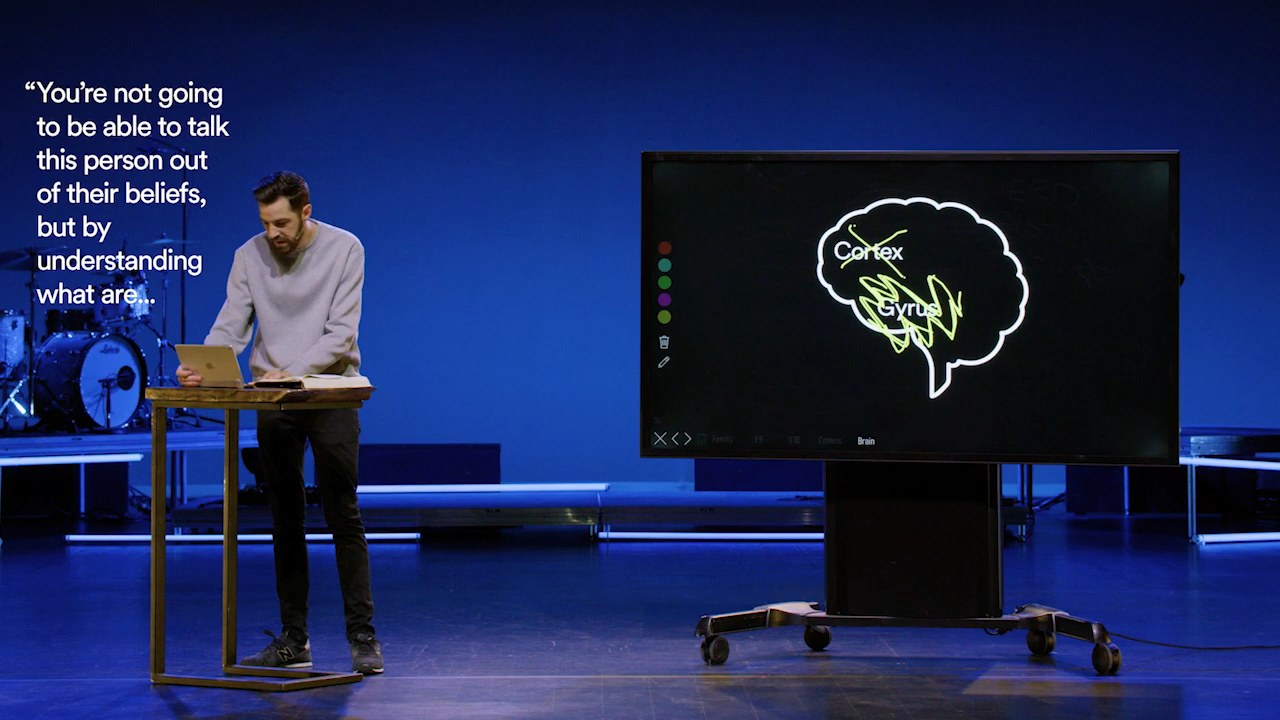 “You’re not going
to be able to talk
this person out
of their beliefs,
but by
understanding
what are...
Cortex
Gyrus
Family
Brain